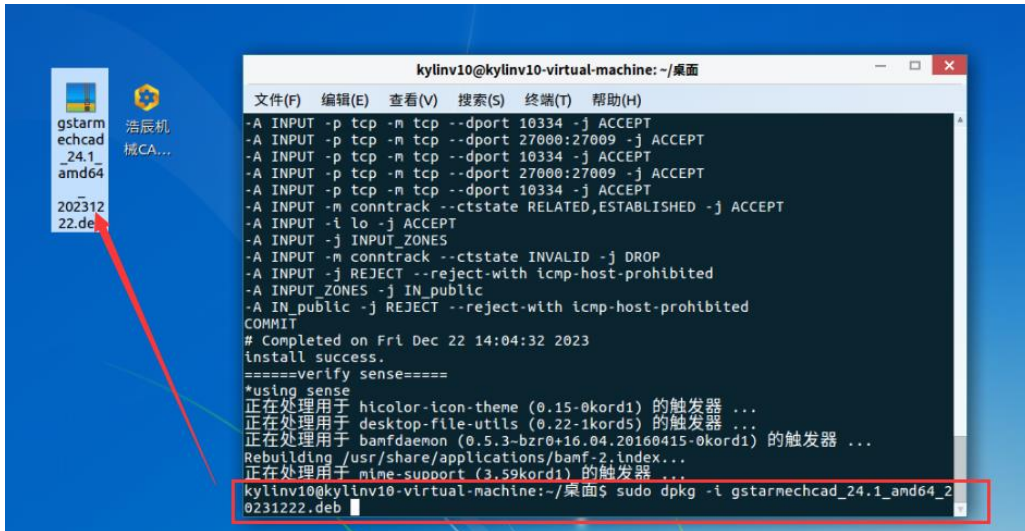 gstarm
echcad
_24.1_
amd64
_
202312
22.deb
浩辰机
械CA...
kylinv10@kylinv10-virtual-machine: ~/桌面
文件(F) 编辑(E) 查看(V) 搜索(S) 终端(T) 帮助(H)
-A INPUT -p tcp -m tcp --dport 10334 -j ACCEPT
-A INPUT -p tcp -m tcp --dport 27000:27009 -j ACCEPT
-A INPUT -p tcp -m tcp --dport 10334 -j ACCEPT
-A INPUT -p tcp -m tcp --dport 27000:27009 -j ACCEPT
-A INPUT -p tcp -m tcp --dport 10334 -j ACCEPT
-A INPUT -m conntrack --ctstate RELATED,ESTABLISHED -j ACCEPT
-A INPUT -i lo -j ACCEPT
-A INPUT -j INPUT_ZONES
-A INPUT -m conntrack --ctstate INVALID -j DROP
-A INPUT -j REJECT --reject-with icmp-host-prohibited
-A INPUT_ZONES -j IN_public
-A IN_public -j REJECT --reject-with icmp-host-prohibited
COMMIT
# Completed on Fri Dec 22 14:04:32 2023
install success.
======verify sense=====
*using sense
正在处理用于 hicolor-icon-theme (0.15-0kord1) 的触发器 ...
正在处理用于 desktop-file-utils (0.22-1kord5) 的触发器 ...
正在处理用于 bamfdaemon (0.5.3~bzr0+16.04.20160415-0kord1) 的触发器 ...
Rebuilding /usr/share/applications/bamf-2.index...
正在处理用于 mime-support (3.59kord1) 的触发器 ...
kylinv10@kylinv10-virtual-machine:~/桌面$ sudo dpkg -i gstarmechcad_24.1_amd64_2
0231222.deb